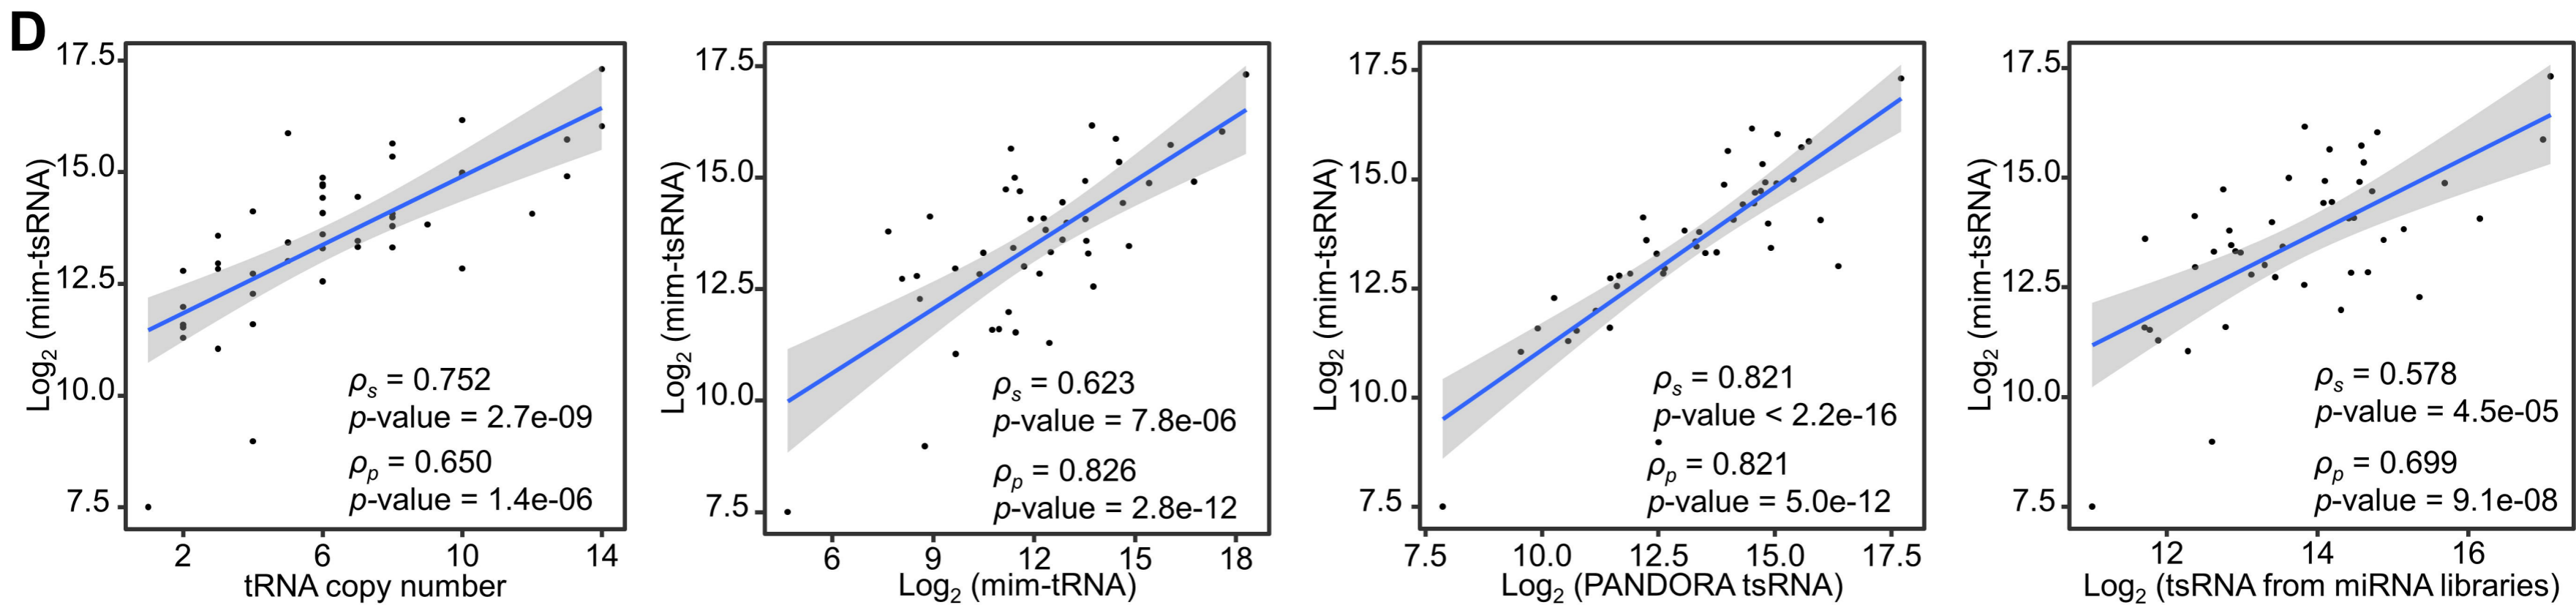 D
Log2 (mim-tsRNA)
17.5
15.0
12.5
10.0
7.5
ρs = 0.752
p-value = 2.7e-09
ρp = 0.650
p-value = 1.4e-06
2 6 10 14
tRNA copy number
Log2 (mim-tsRNA)
17.5
15.0
12.5
10.0
7.5
ρs = 0.623
p-value = 7.8e-06
ρp = 0.826
p-value = 2.8e-12
6 9 12 15 18
Log2 (mim-tRNA)
Log2 (mim-tsRNA)
17.5
15.0
12.5
10.0
7.5
ρs = 0.821
p-value < 2.2e-16
ρp = 0.821
p-value = 5.0e-12
7.5 10.0 12.5 15.0 17.5
Log2 (PANDORA tsRNA)
Log2 (mim-tsRNA)
17.5
15.0
12.5
10.0
7.5
ρs = 0.578
p-value = 4.5e-05
ρp = 0.699
p-value = 9.1e-08
12 14 16
Log2 (tsRNA from miRNA libraries)